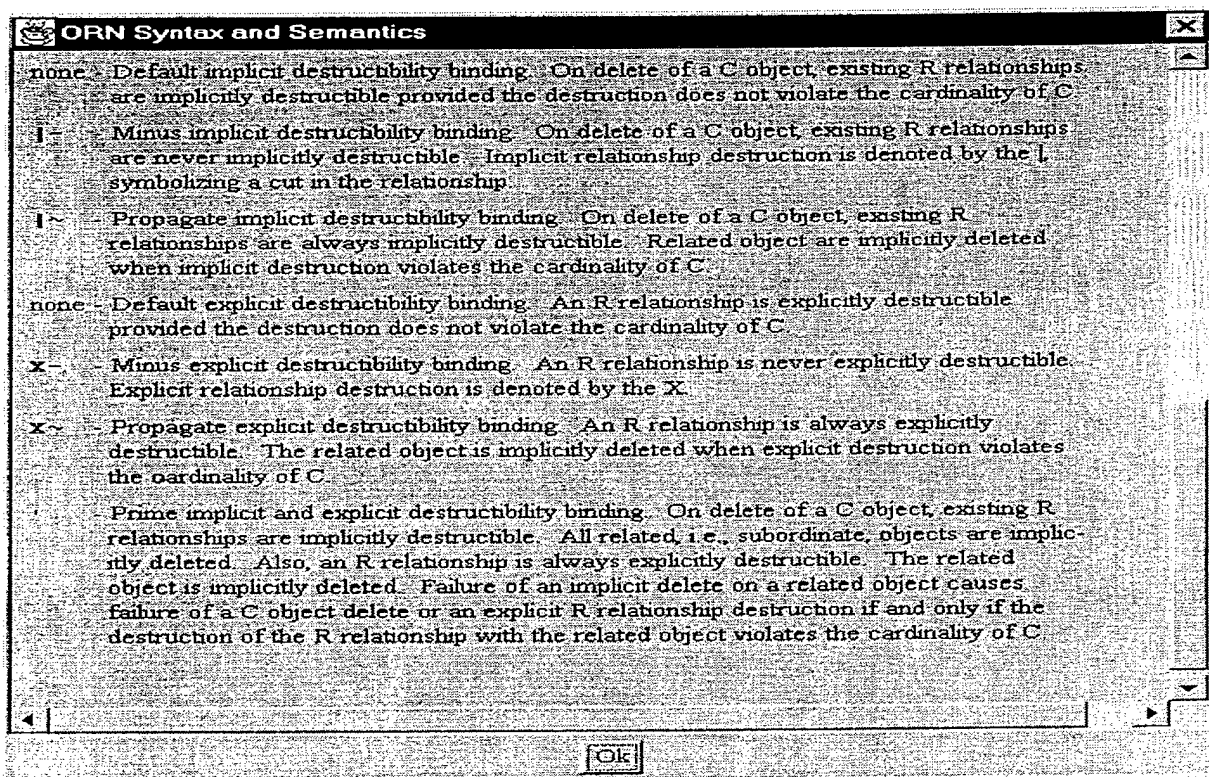 ORN Syntax and Semantics
none - Default implicit destructibility binding. On delete of a C object, existing R relationships
are implicitly destructible provided the destruction does not violate the cardinality of C
|- - Minus implicit destructibility binding. On delete of a C object, existing R relationships
are never implicitly destructible. Implicit relationship destruction is denoted by the |,
symbolizing a cut in the relationship.
|~ - Propagate implicit destructibility binding. On delete of a C object, existing R
relationships are always implicitly destructible. Related object are implicitly deleted
when implicit destruction violates the cardinality of C.
none - Default explicit destructibility binding. An R relationship is explicitly destructible
provided the destruction does not violate the cardinality of C.
x- - Minus explicit destructibility binding. An R relationship is never explicitly destructible.
Explicit relationship destruction is denoted by the X.
x~ - Propagate explicit destructibility binding. An R relationship is always explicitly
destructible. The related object is implicitly deleted when explicit destruction violates
the cardinality of C.
' - Prime implicit and explicit destructibility binding. On delete of a C object, existing R
relationships are implicitly destructible. All related, i.e., subordinate, objects are implic-
itly deleted. Also, an R relationship is always explicitly destructible. The related
object is implicitly deleted. Failure of an implicit delete on a related object causes
failure of a C object delete or an explicit R relationship destruction if and only if the
destruction of the R relationship with the related object violates the cardinality of C
Ok